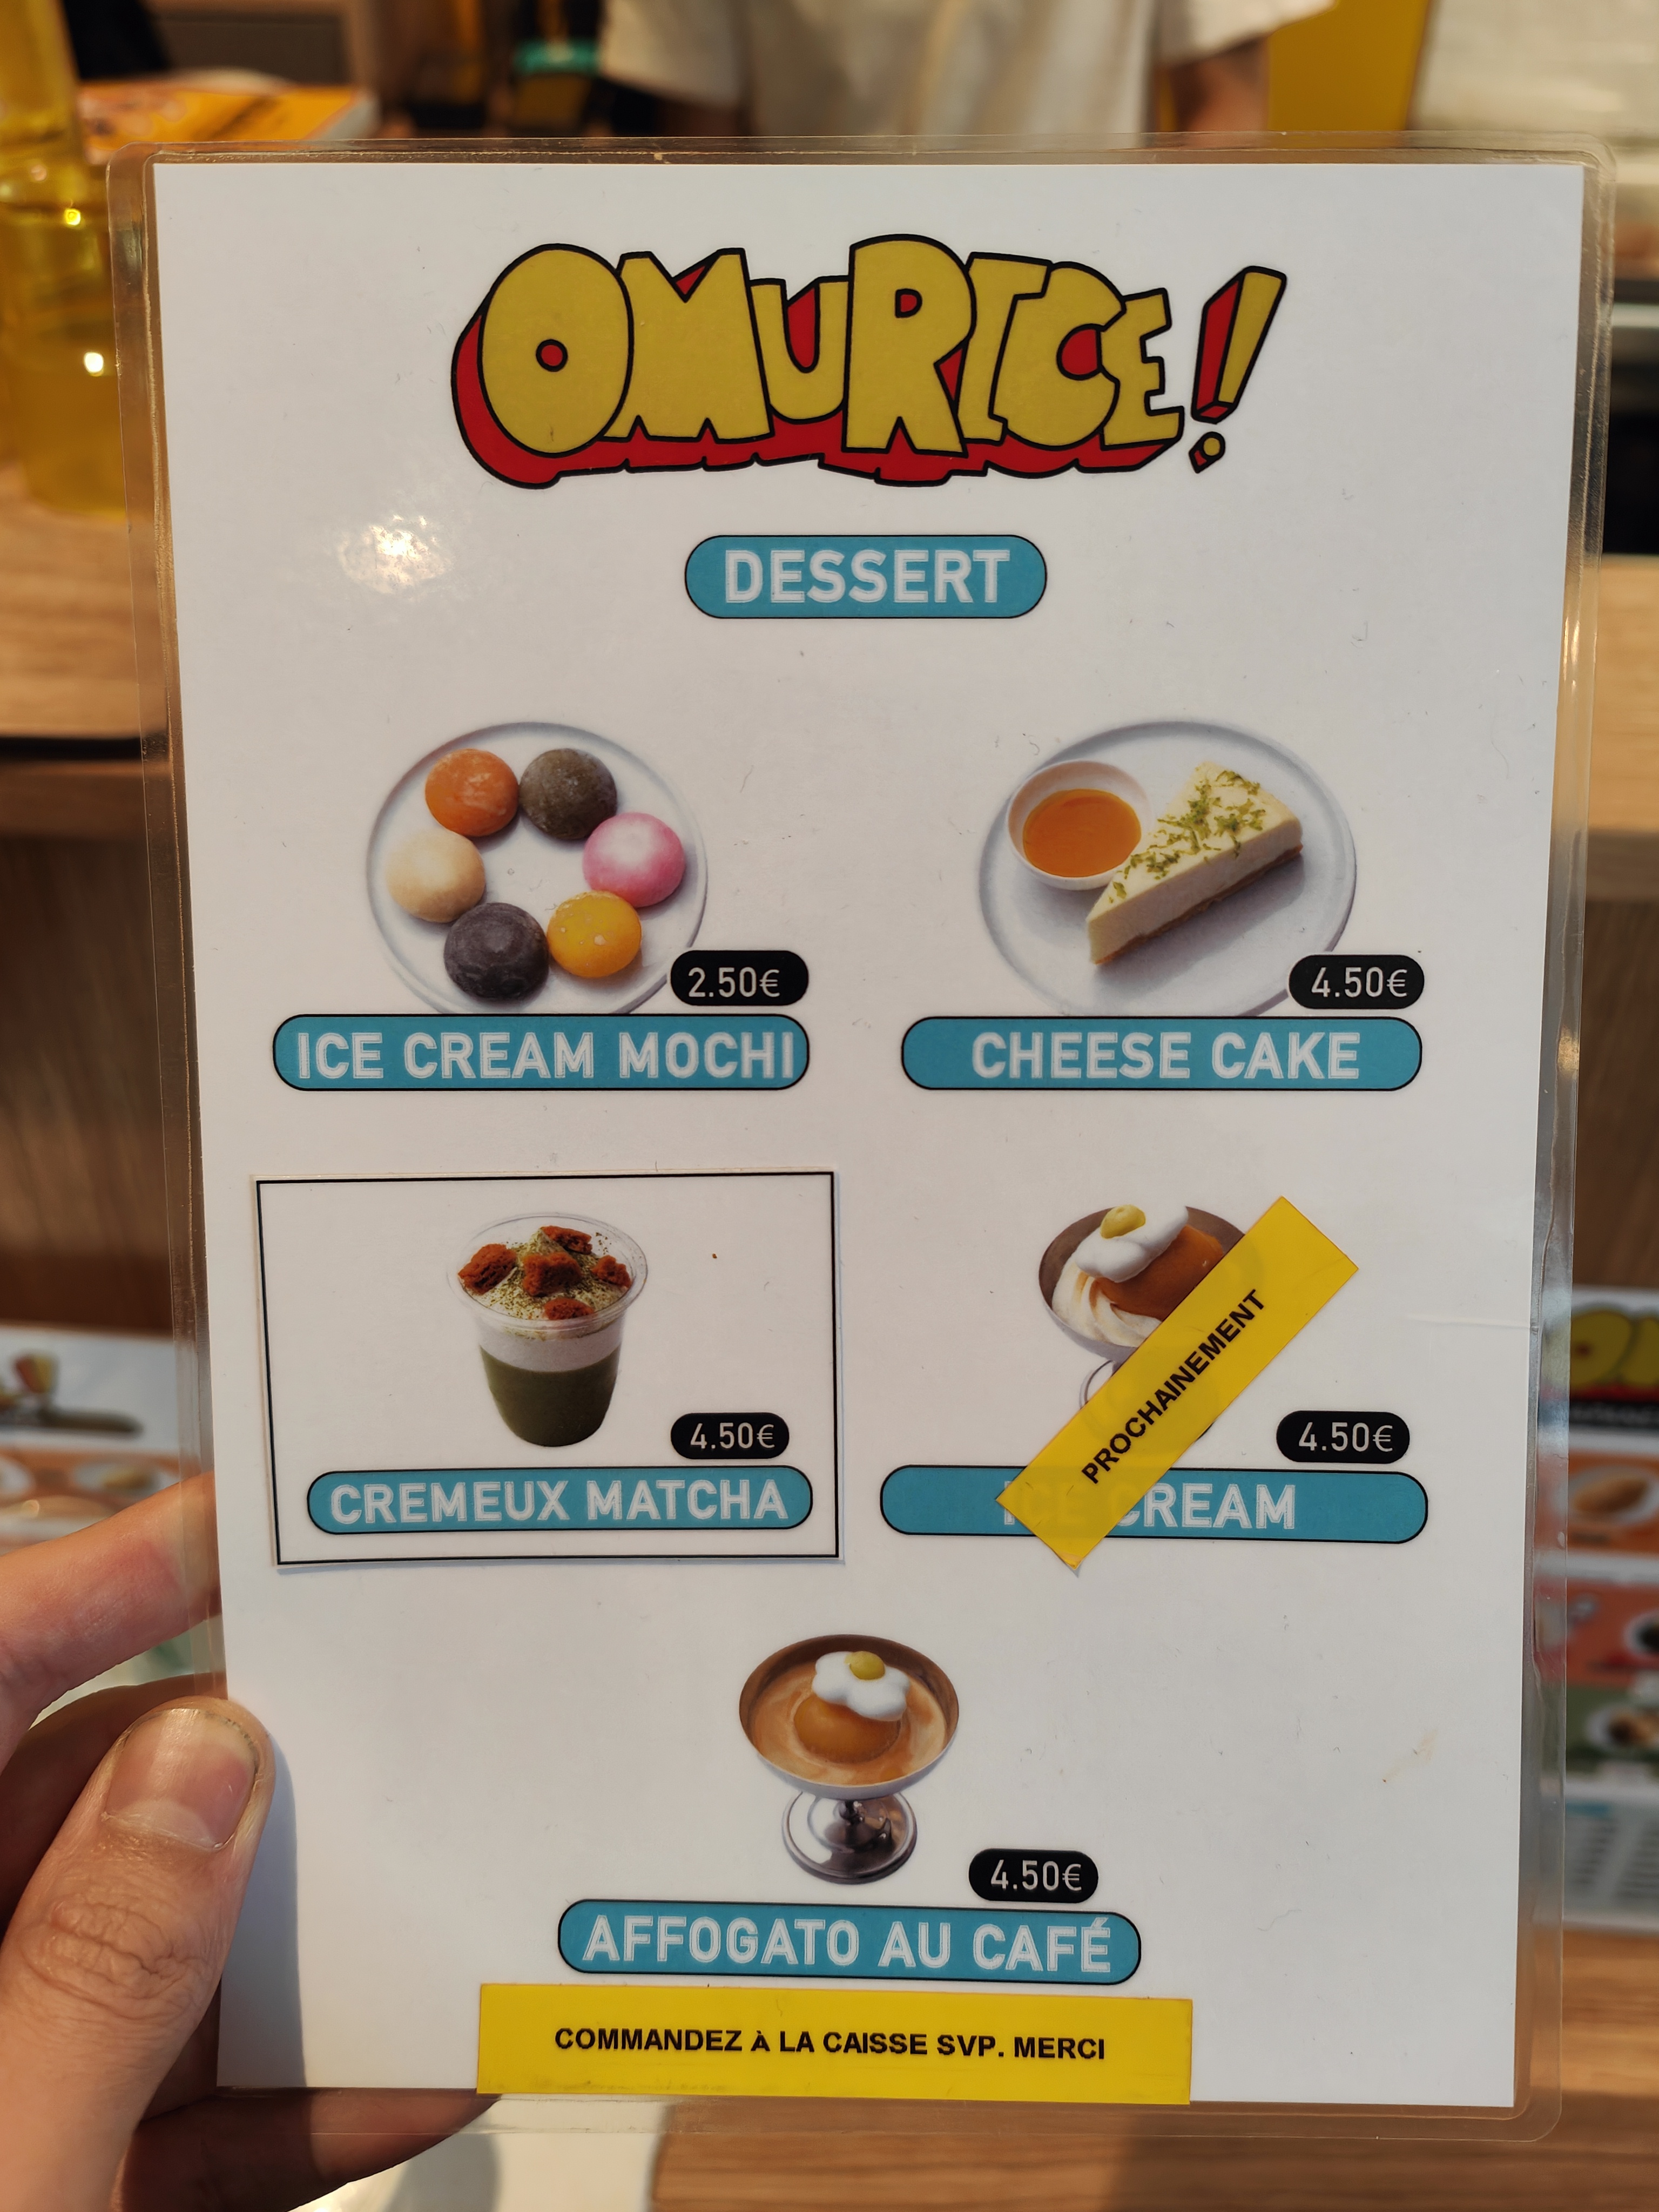 OMURICE!
DESSERT
2.50€
ICE CREAM MOCHI
4.50€
CHEESE CAKE
4.50€
CREMEUX MATCHA
PROCHAINEMENT
4.50€
ICE CREAM
4.50€
AFFOGATO AU CAFÉ
COMMANDEZ À LA CAISSE SVP. MERCI